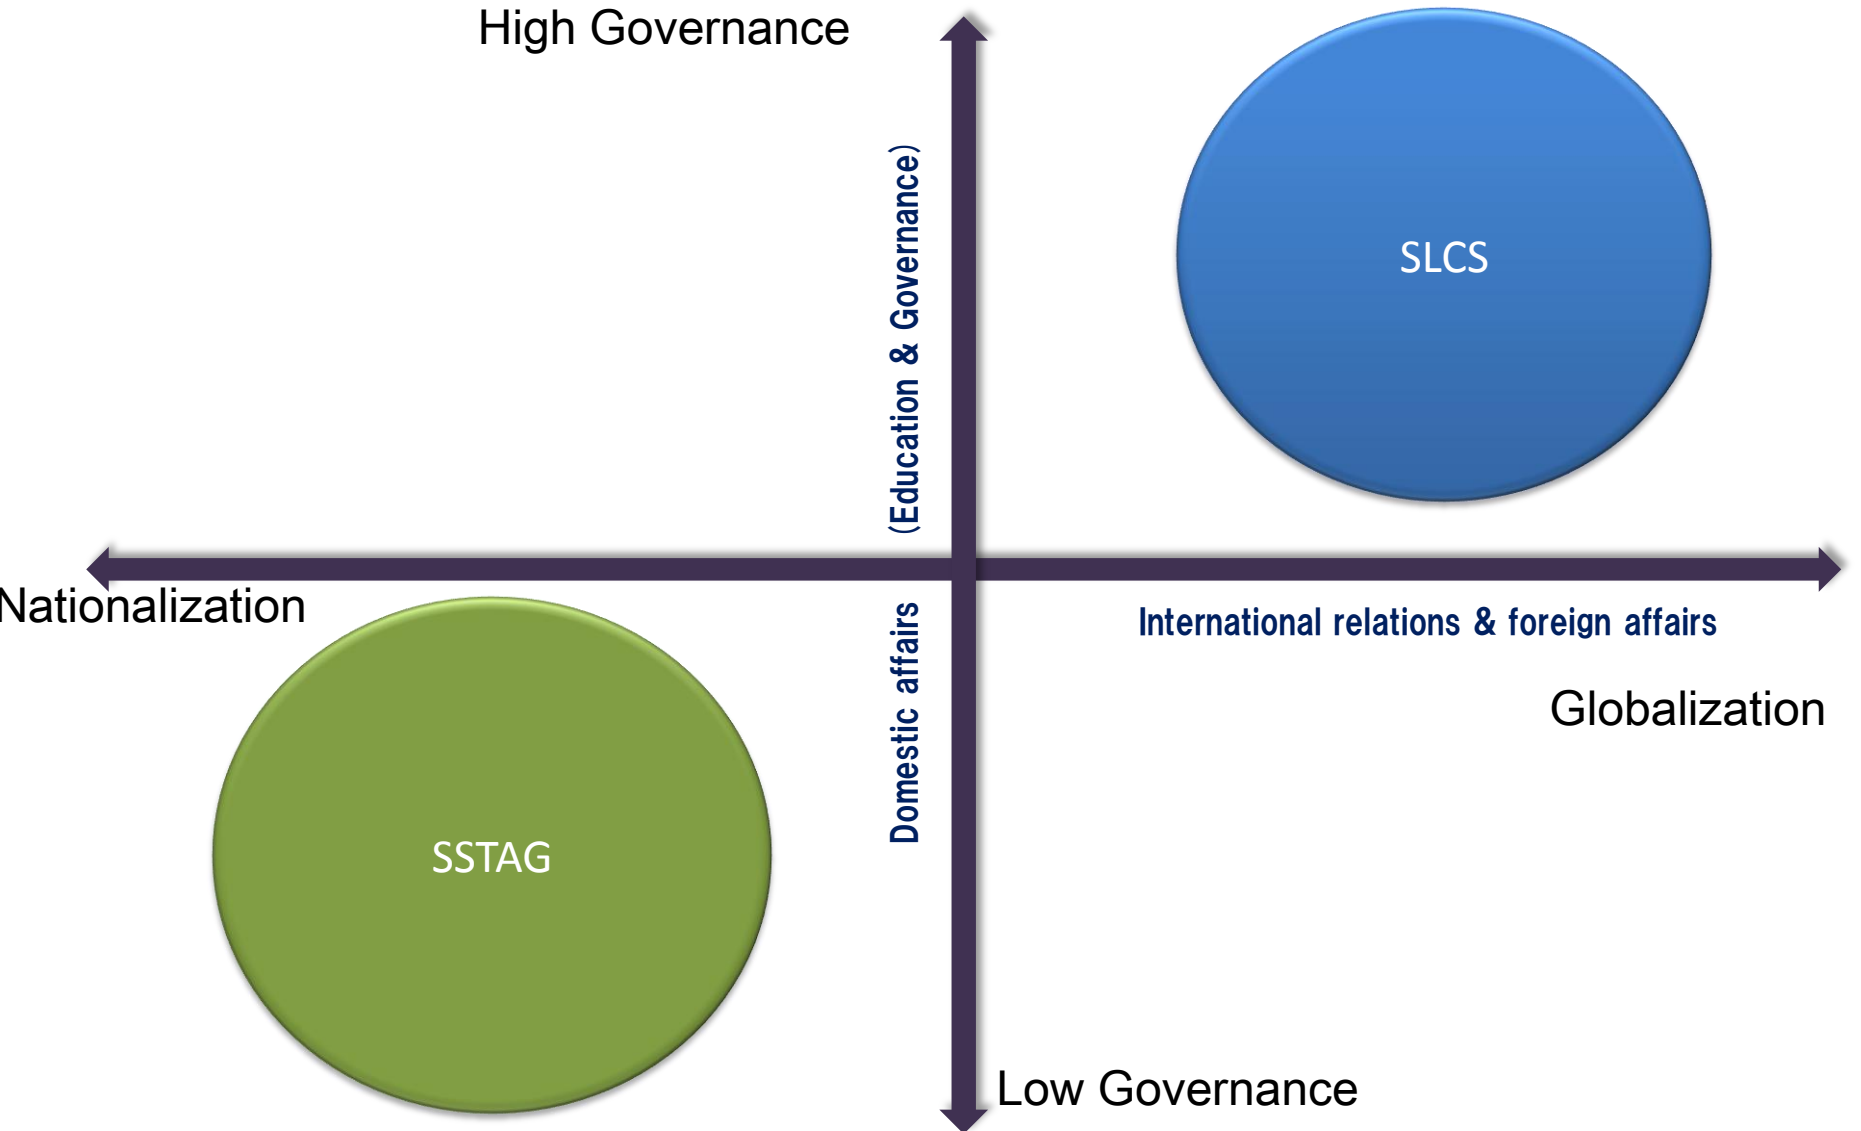 High Governance
SLCS
Domestic affairs (Education & Governance)
Nationalization
International relations & foreign affairs
Globalization
SSTAG
Low Governance